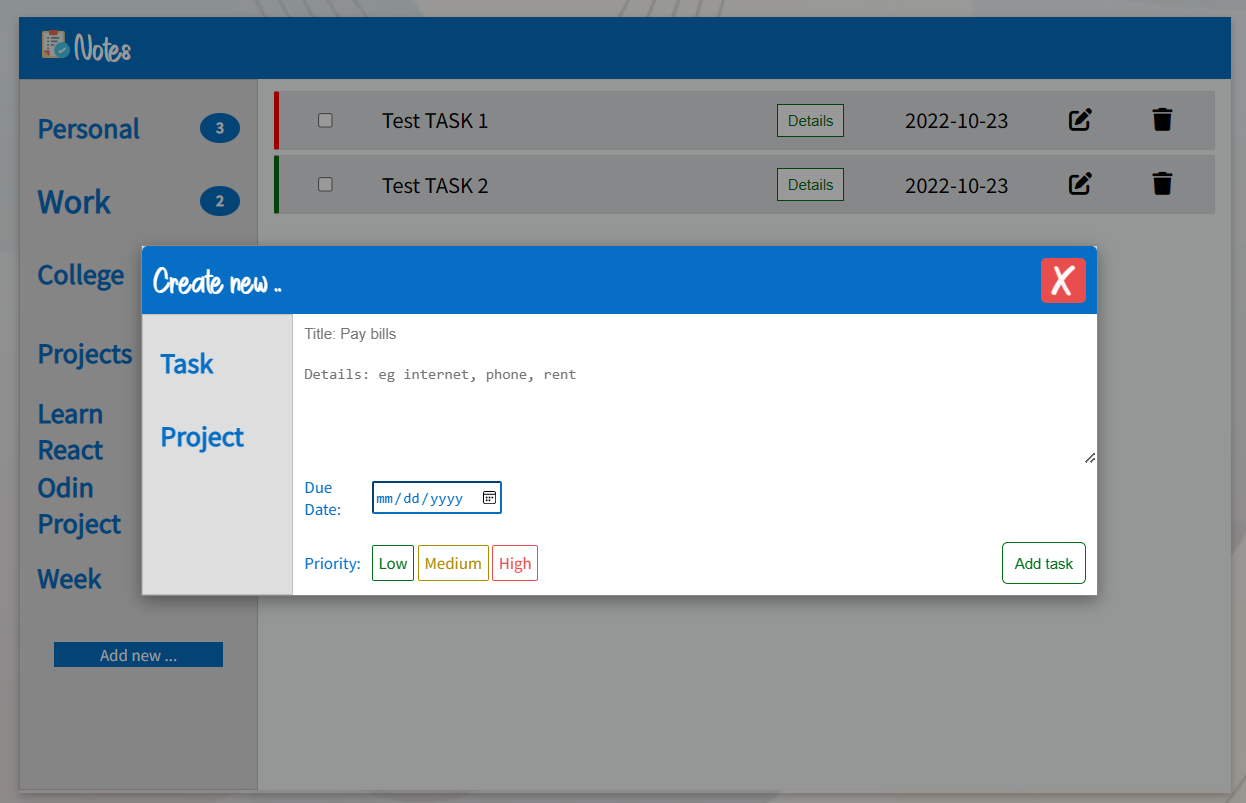 Notes
Personal 3
Work 2
College
Projects
Learn
React
Odin
Project
Week
Add new ...
Test TASK 1 Details 2022-10-23
Test TASK 2 Details 2022-10-23
Create new .. X
Task
Project
Title: Pay bills
Details: eg internet, phone, rent
Due
Date: mm/dd/yyyy
Priority: Low Medium High Add task